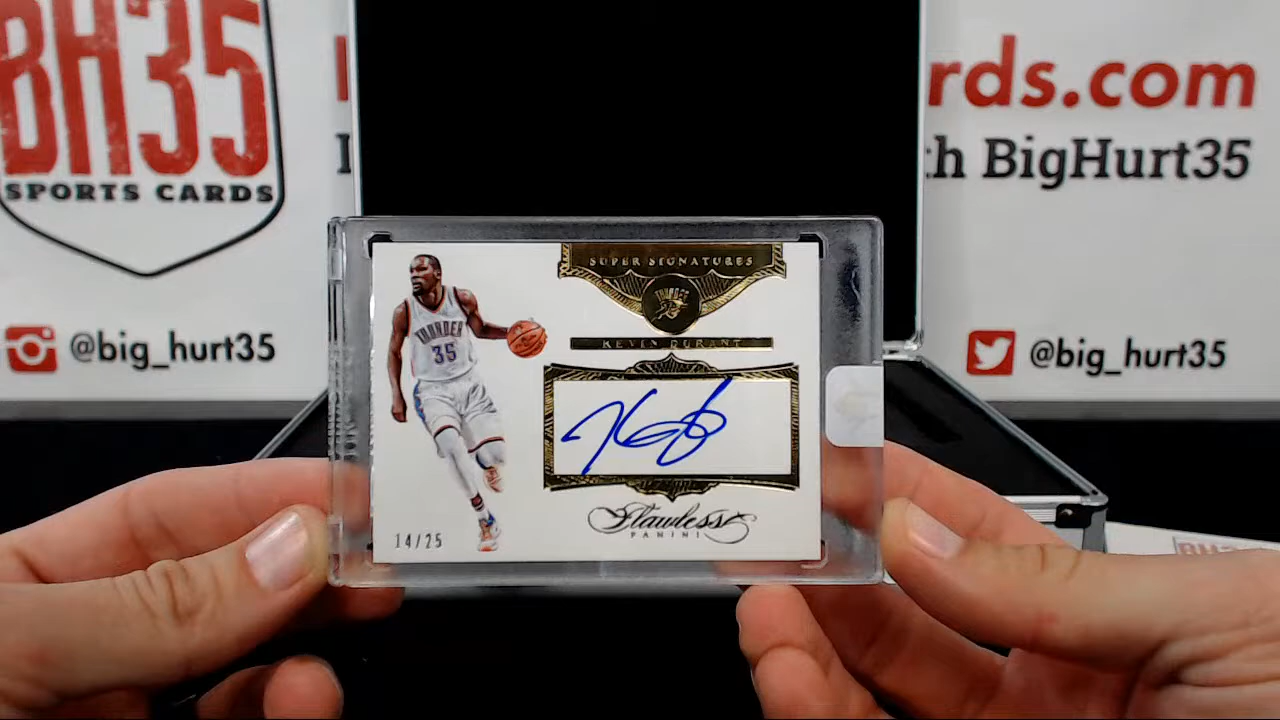 BH35
SPORTS CARDS
@big_hurt35
rds.com
th BigHurt35
@big_hurt35
SUPER SIGNATURES
THUNDER
KEVIN DURANT
THUNDER
35
14/25
Flawless
PANINI